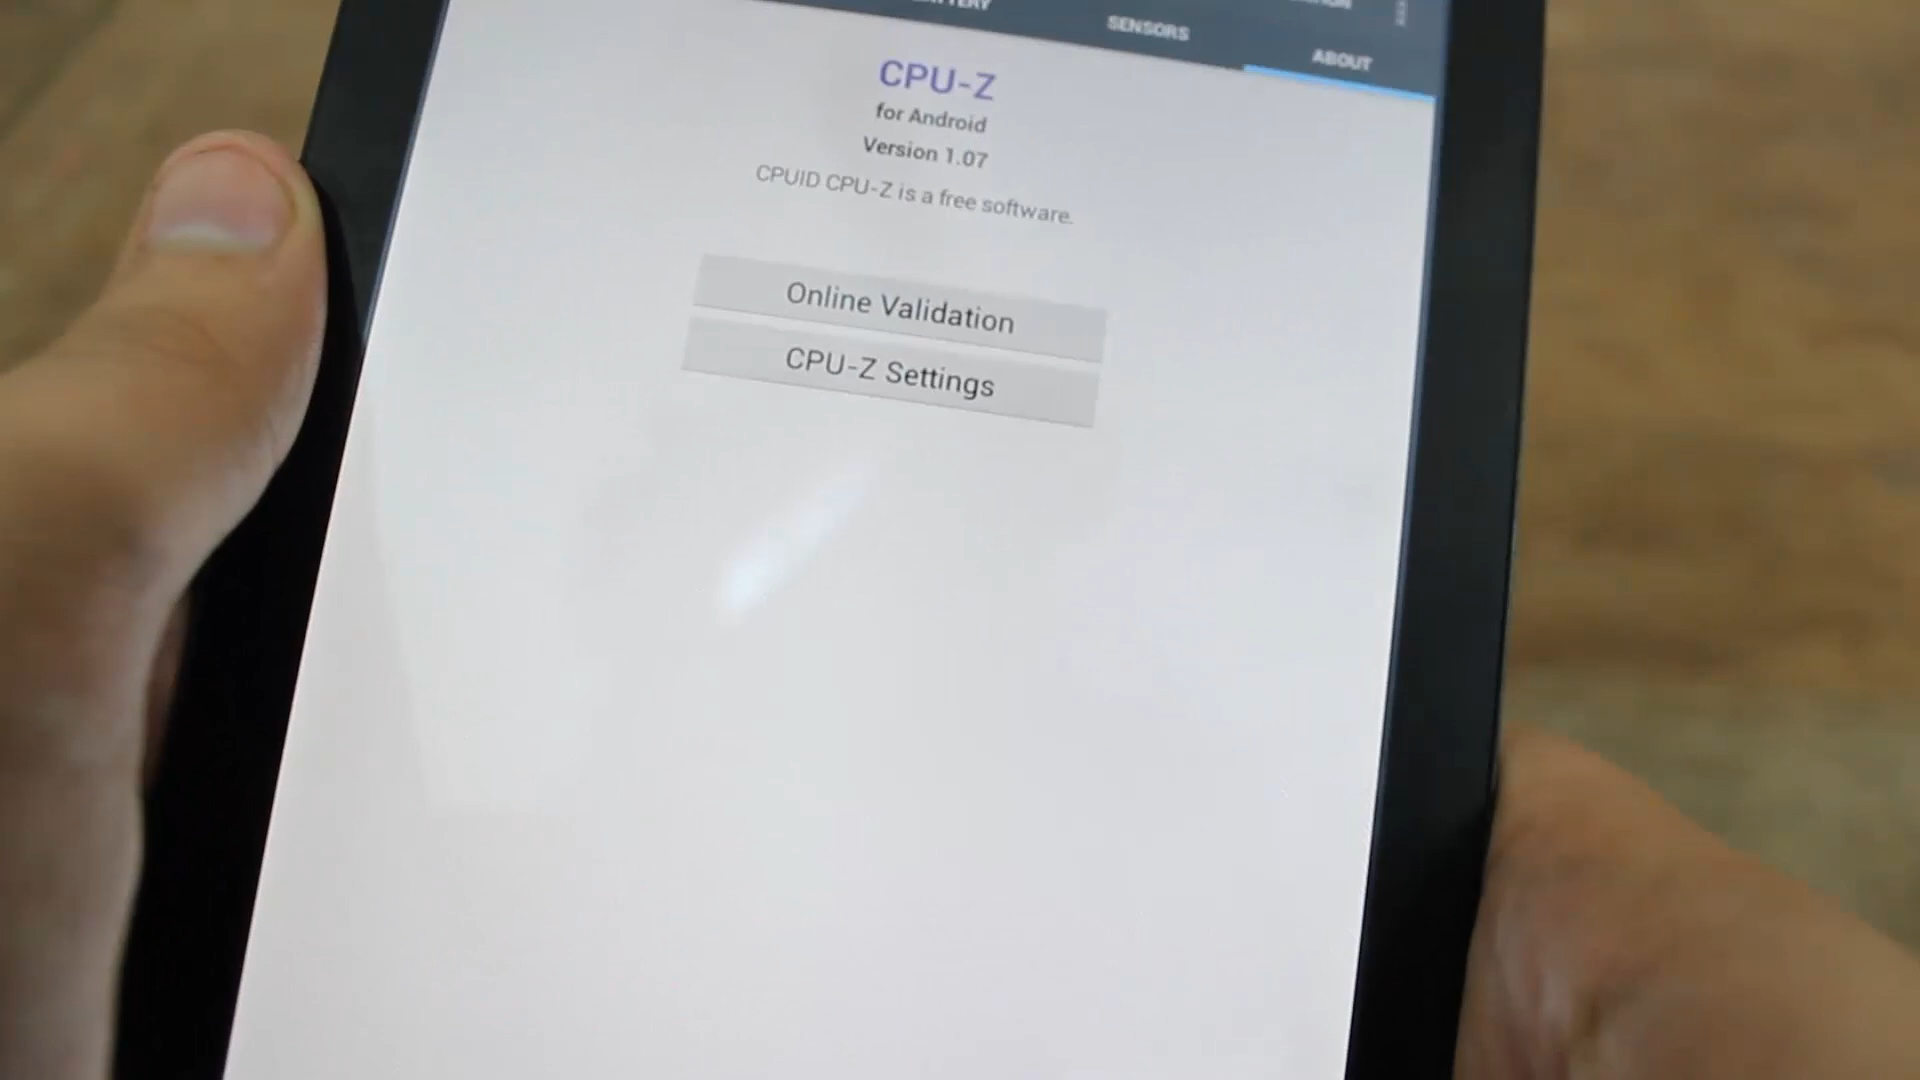 SENSORS
ABOUT
CPU-Z
for Android
Version 1.07
CPUID CPU-Z is a free software.
Online Validation
CPU-Z Settings